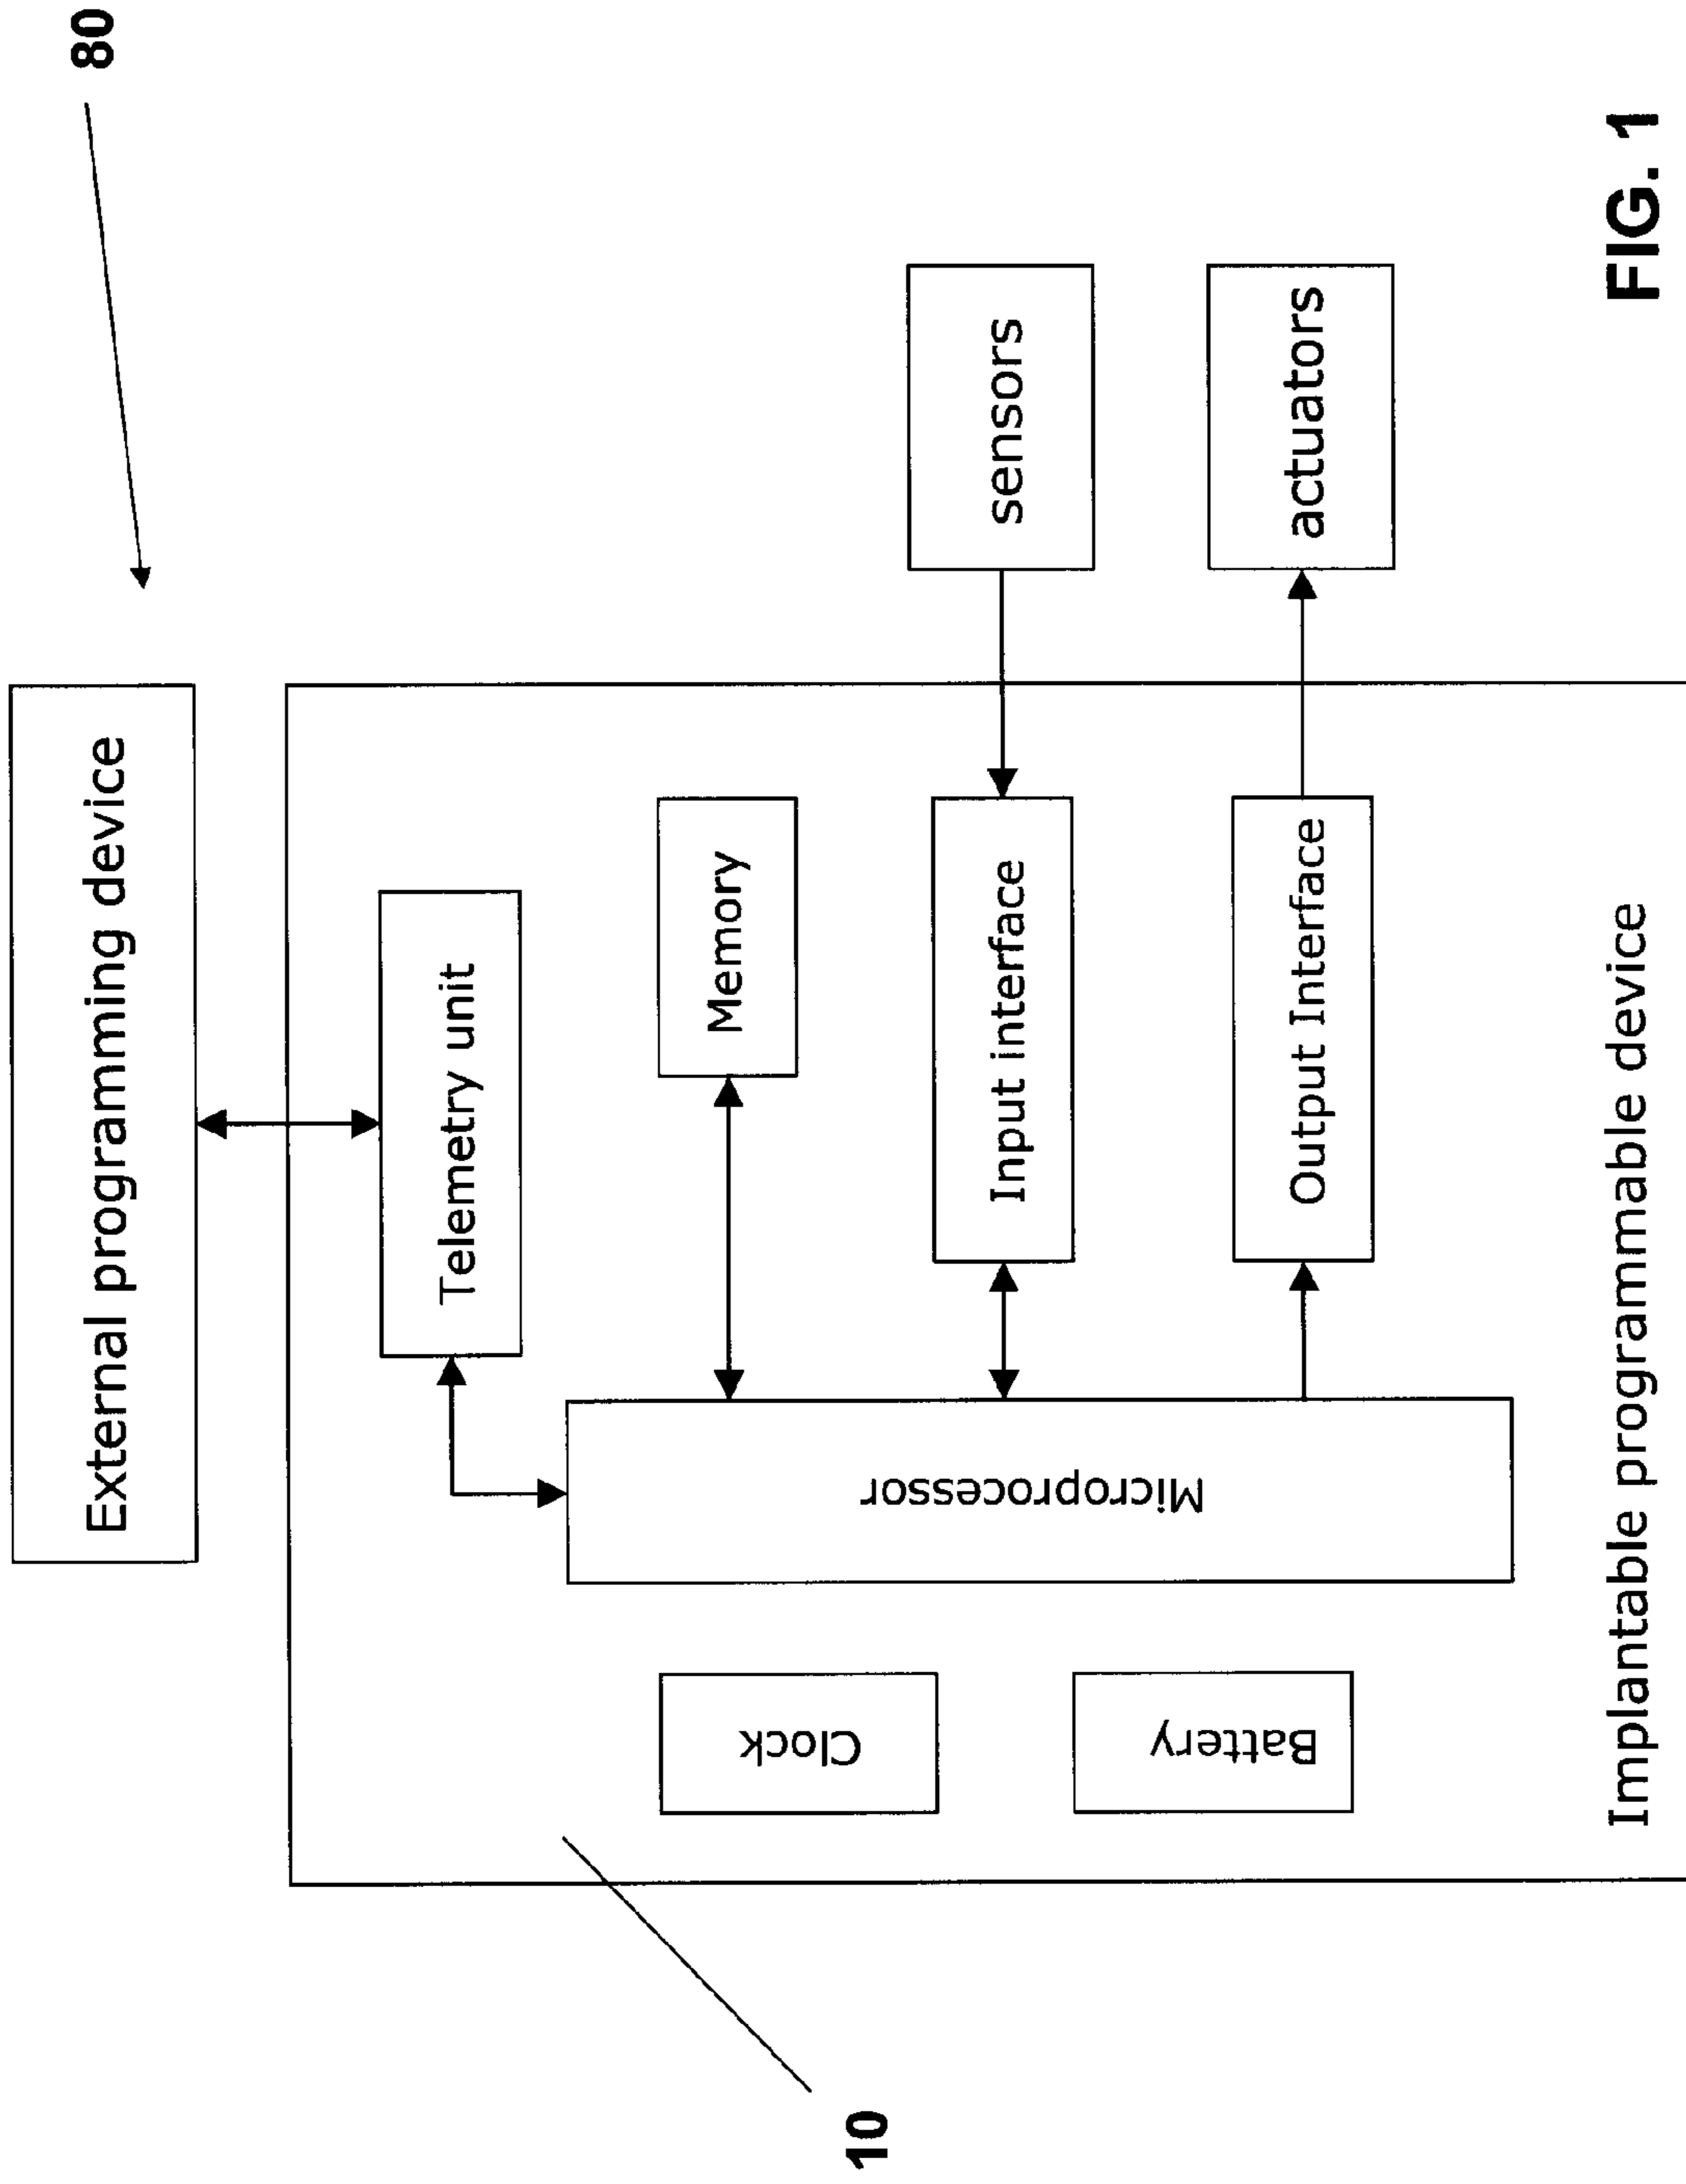 80
External programming device
Telemetry unit
Memory
Input interface
sensors
Output Interface
actuators
Microprocessor
Clock
Battery
10
Implantable programmable device
FIG. 1